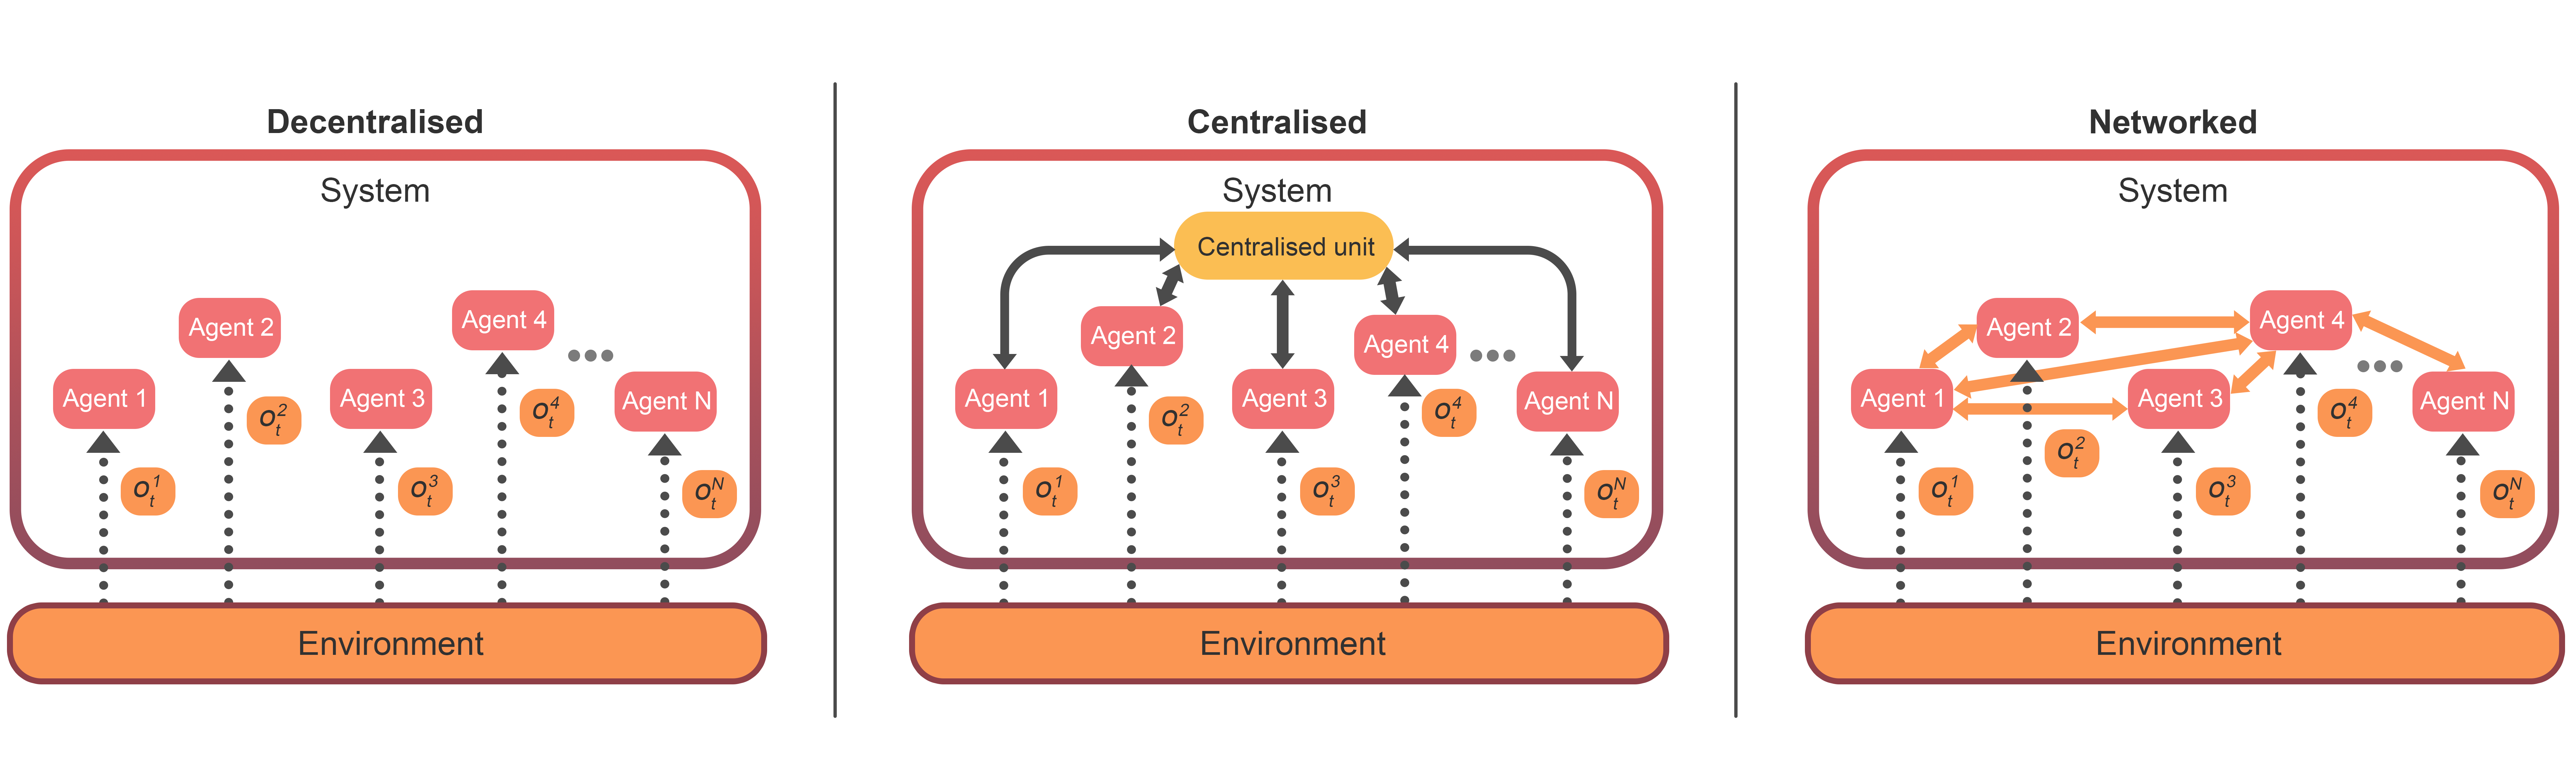 Decentralised
System
Agent 4
Agent 2
Agent 1
Agent 3
Agent N
o_t^4
o_t^2
o_t^1
o_t^3
o_t^N
Environment
Centralised
System
Centralised unit
Agent 2
Agent 4
Agent 1
Agent 3
Agent N
o_t^2
o_t^4
o_t^1
o_t^3
o_t^N
Environment
Networked
System
Agent 4
Agent 2
Agent 1
Agent 3
Agent N
o_t^4
o_t^2
o_t^1
o_t^3
o_t^N
Environment